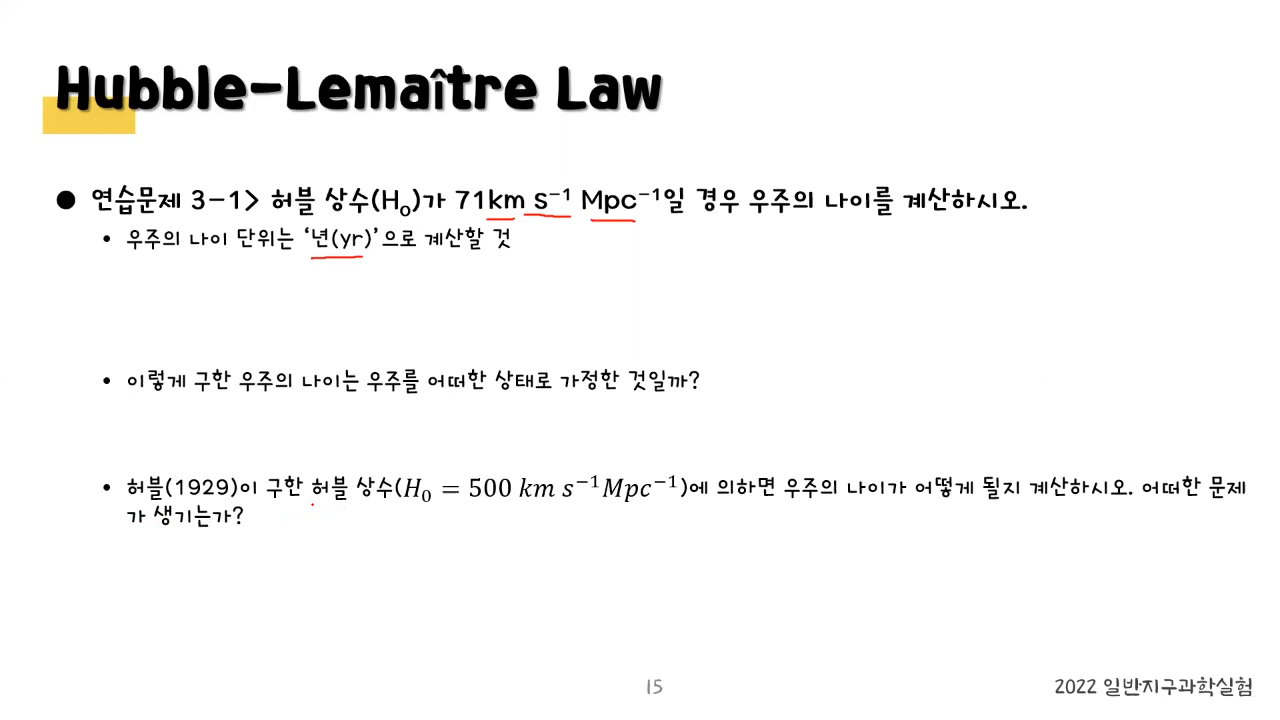 Hubble-Lemaître Law
● 연습문제 3-1> 허블 상수(H₀)가 71km s⁻¹ Mpc⁻¹일 경우 우주의 나이를 계산하시오.
• 우주의 나이 단위는 ‘년(yr)’으로 계산할 것
• 이렇게 구한 우주의 나이는 우주를 어떠한 상태로 가정한 것일까?
• 허블(1929)이 구한 허블 상수(H₀ = 500 km s⁻¹Mpc⁻¹)에 의하면 우주의 나이가 어떻게 될지 계산하시오. 어떠한 문제
가 생기는가?
15
2022 일반지구과학실험